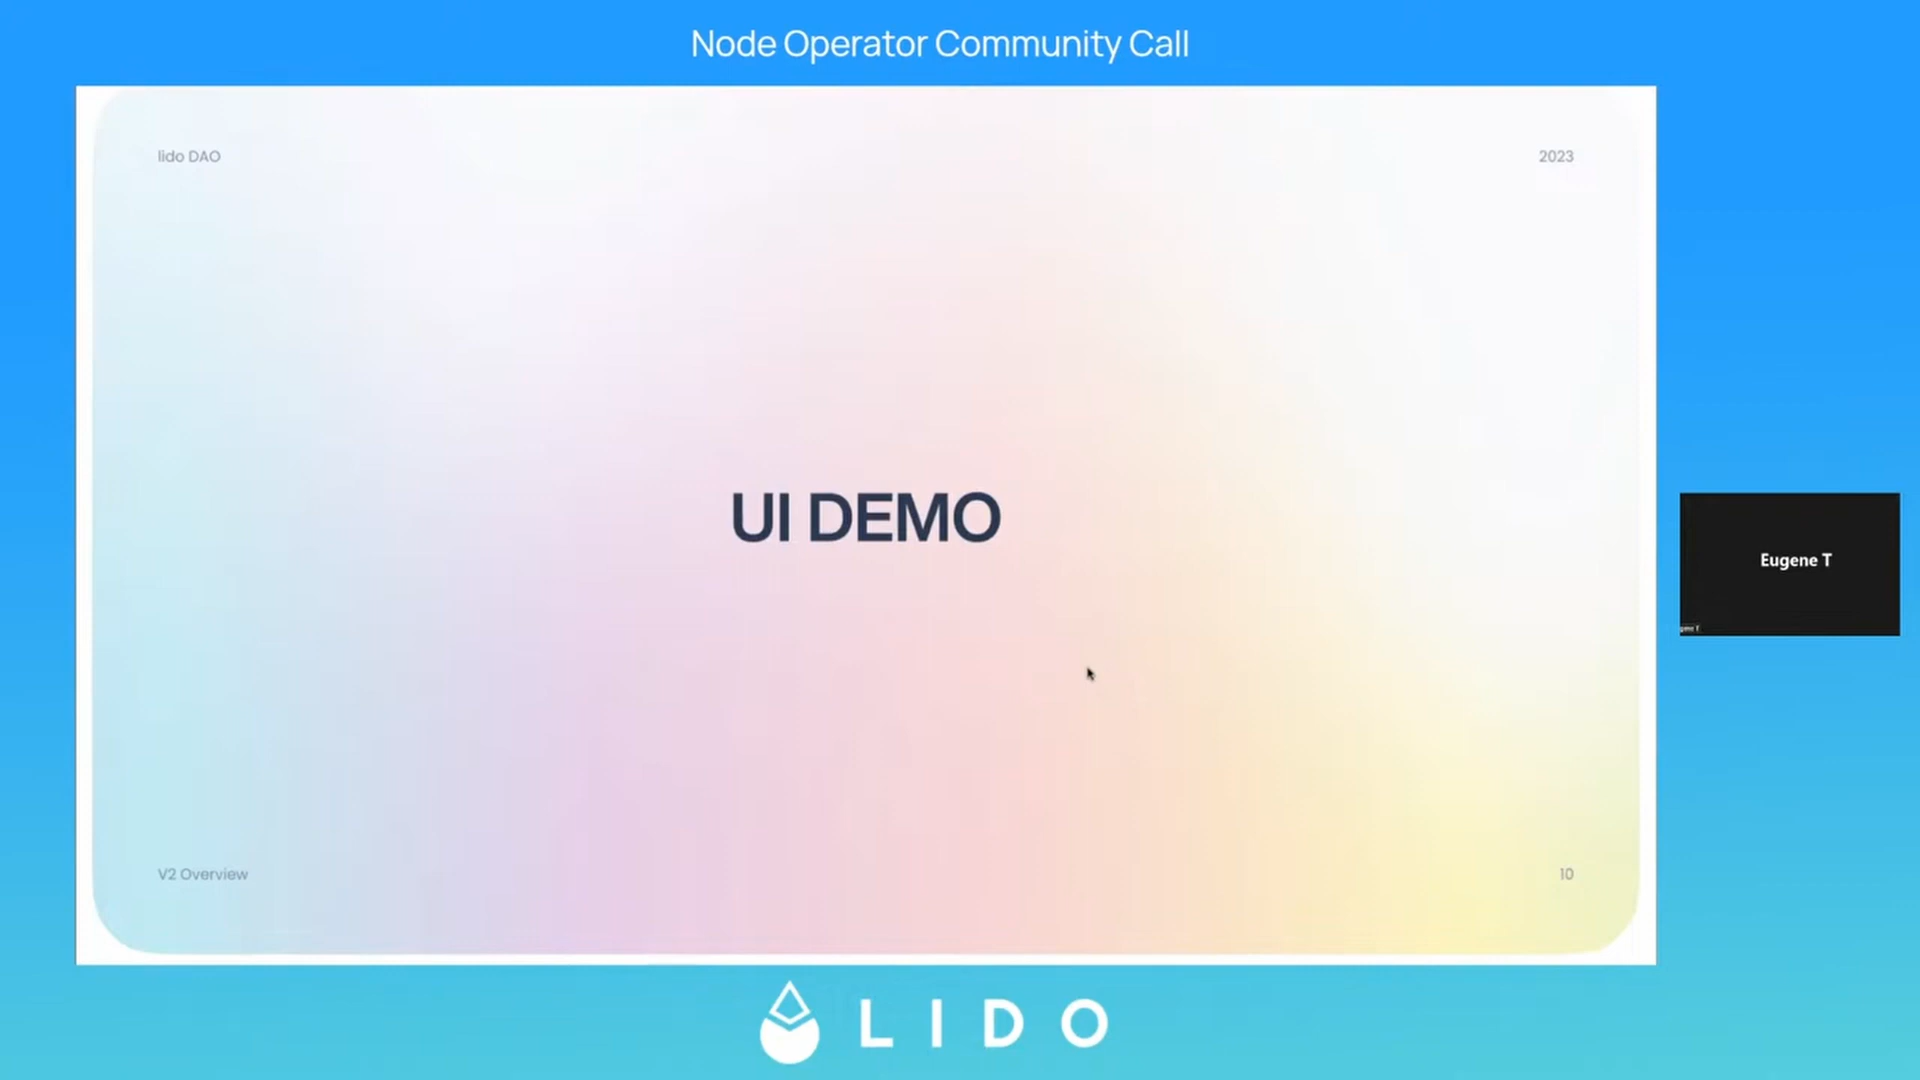 Node Operator Community Call
lido DAO
2023
UI DEMO
Eugene T
V2 Overview
10
LIDO